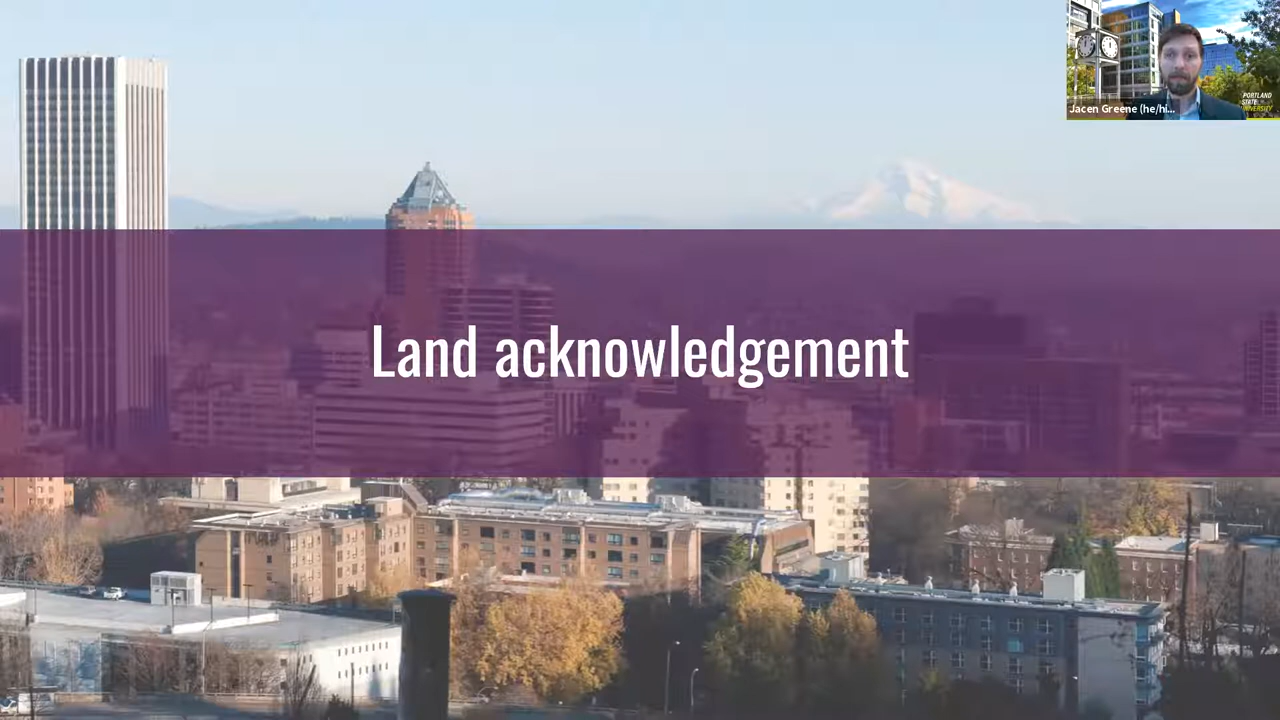 PORTLAND
STATE
UNIVERSITY
Jacen Greene (he/hi...
Land acknowledgement